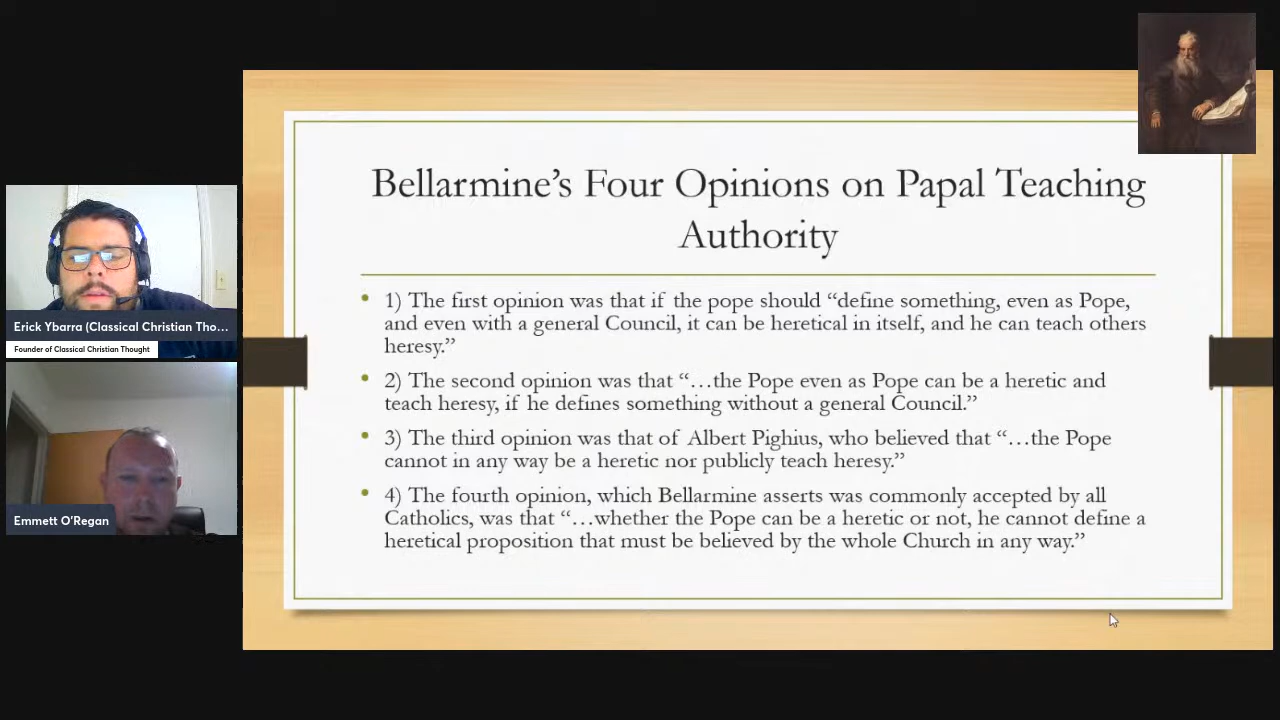 Bellarmine’s Four Opinions on Papal Teaching
Authority
• 1) The first opinion was that if the pope should “define something, even as Pope,
and even with a general Council, it can be heretical in itself, and he can teach others
heresy.”
• 2) The second opinion was that “…the Pope even as Pope can be a heretic and
teach heresy, if he defines something without a general Council.”
• 3) The third opinion was that of Albert Pighius, who believed that “…the Pope
cannot in any way be a heretic nor publicly teach heresy.”
• 4) The fourth opinion, which Bellarmine asserts was commonly accepted by all
Catholics, was that “…whether the Pope can be a heretic or not, he cannot define a
heretical proposition that must be believed by the whole Church in any way.”
Erick Ybarra (Classical Christian Tho...
Founder of Classical Christian Thought
Emmett O'Regan